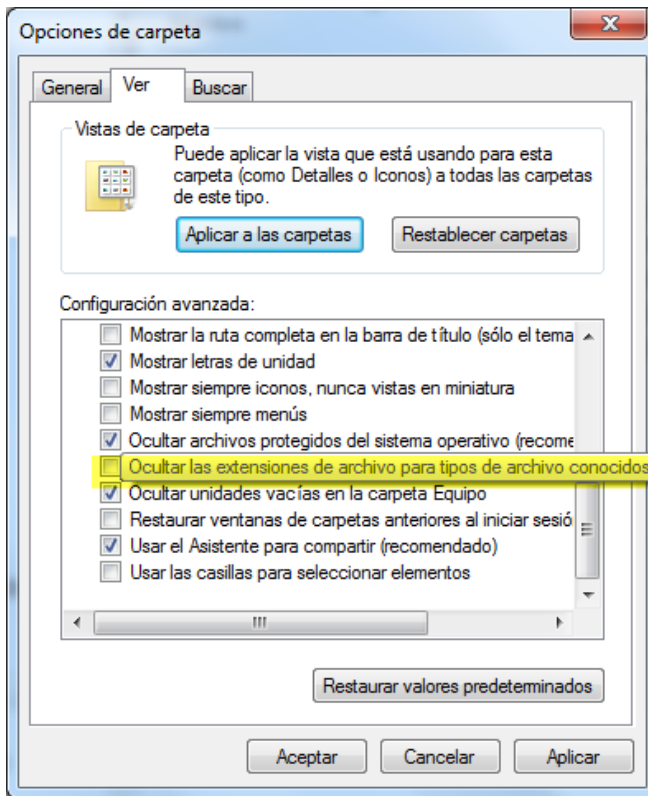 Opciones de carpeta
General
Ver
Buscar
Vistas de carpeta
Puede aplicar la vista que está usando para esta
carpeta (como Detalles o Iconos) a todas las carpetas
de este tipo.
Aplicar a las carpetas
Restablecer carpetas
Configuración avanzada:
Mostrar la ruta completa en la barra de título (sólo el tema
Mostrar letras de unidad
Mostrar siempre iconos, nunca vistas en miniatura
Mostrar siempre menús
Ocultar archivos protegidos del sistema operativo (recome
Ocultar las extensiones de archivo para tipos de archivo conocidos
Ocultar unidades vacías en la carpeta Equipo
Restaurar ventanas de carpetas anteriores al iniciar sesió
Usar el Asistente para compartir (recomendado)
Usar las casillas para seleccionar elementos
Restaurar valores predeterminados
Aceptar
Cancelar
Aplicar